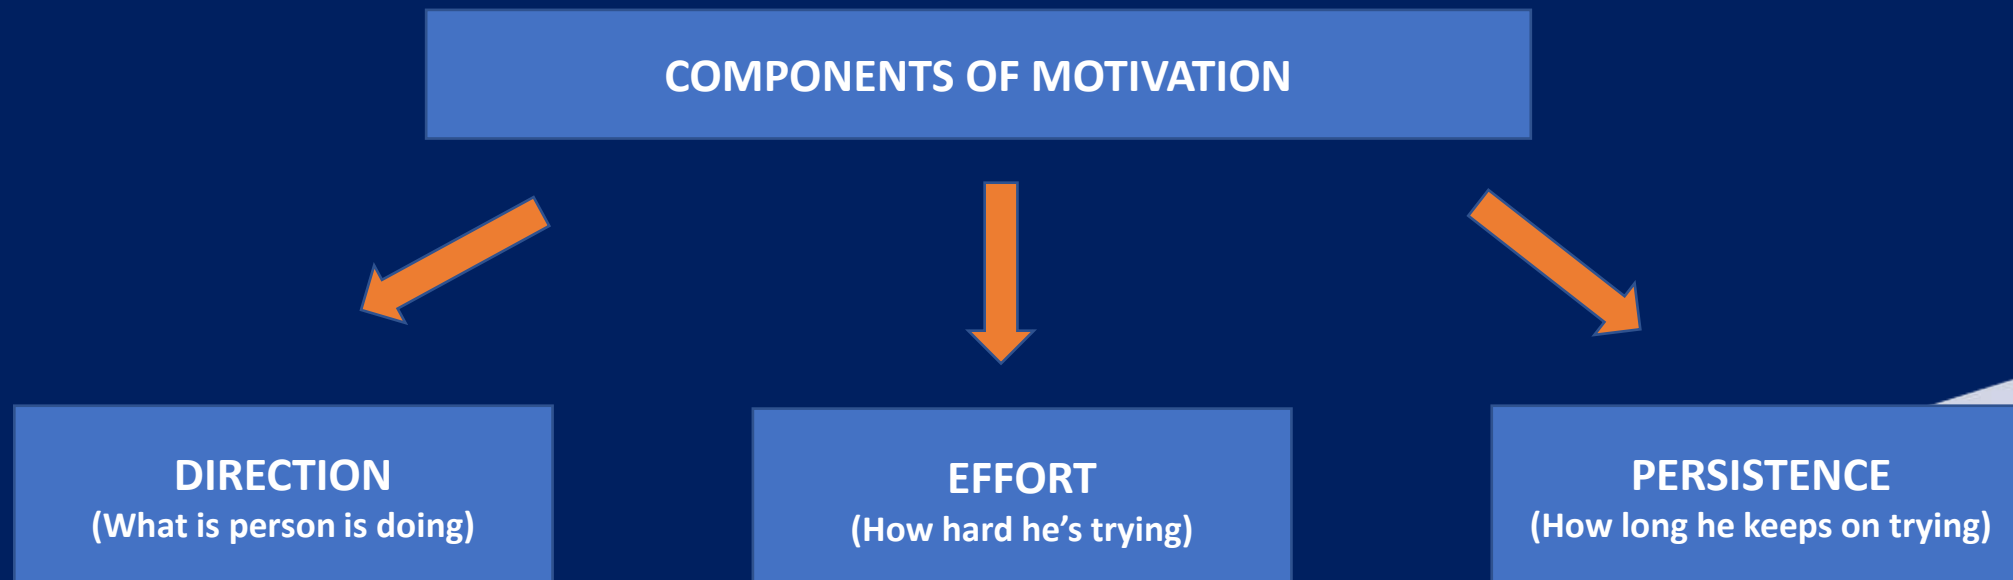 COMPONENTS OF MOTIVATION
DIRECTION
(What is person is doing)
EFFORT
(How hard he’s trying)
PERSISTENCE
(How long he keeps on trying)